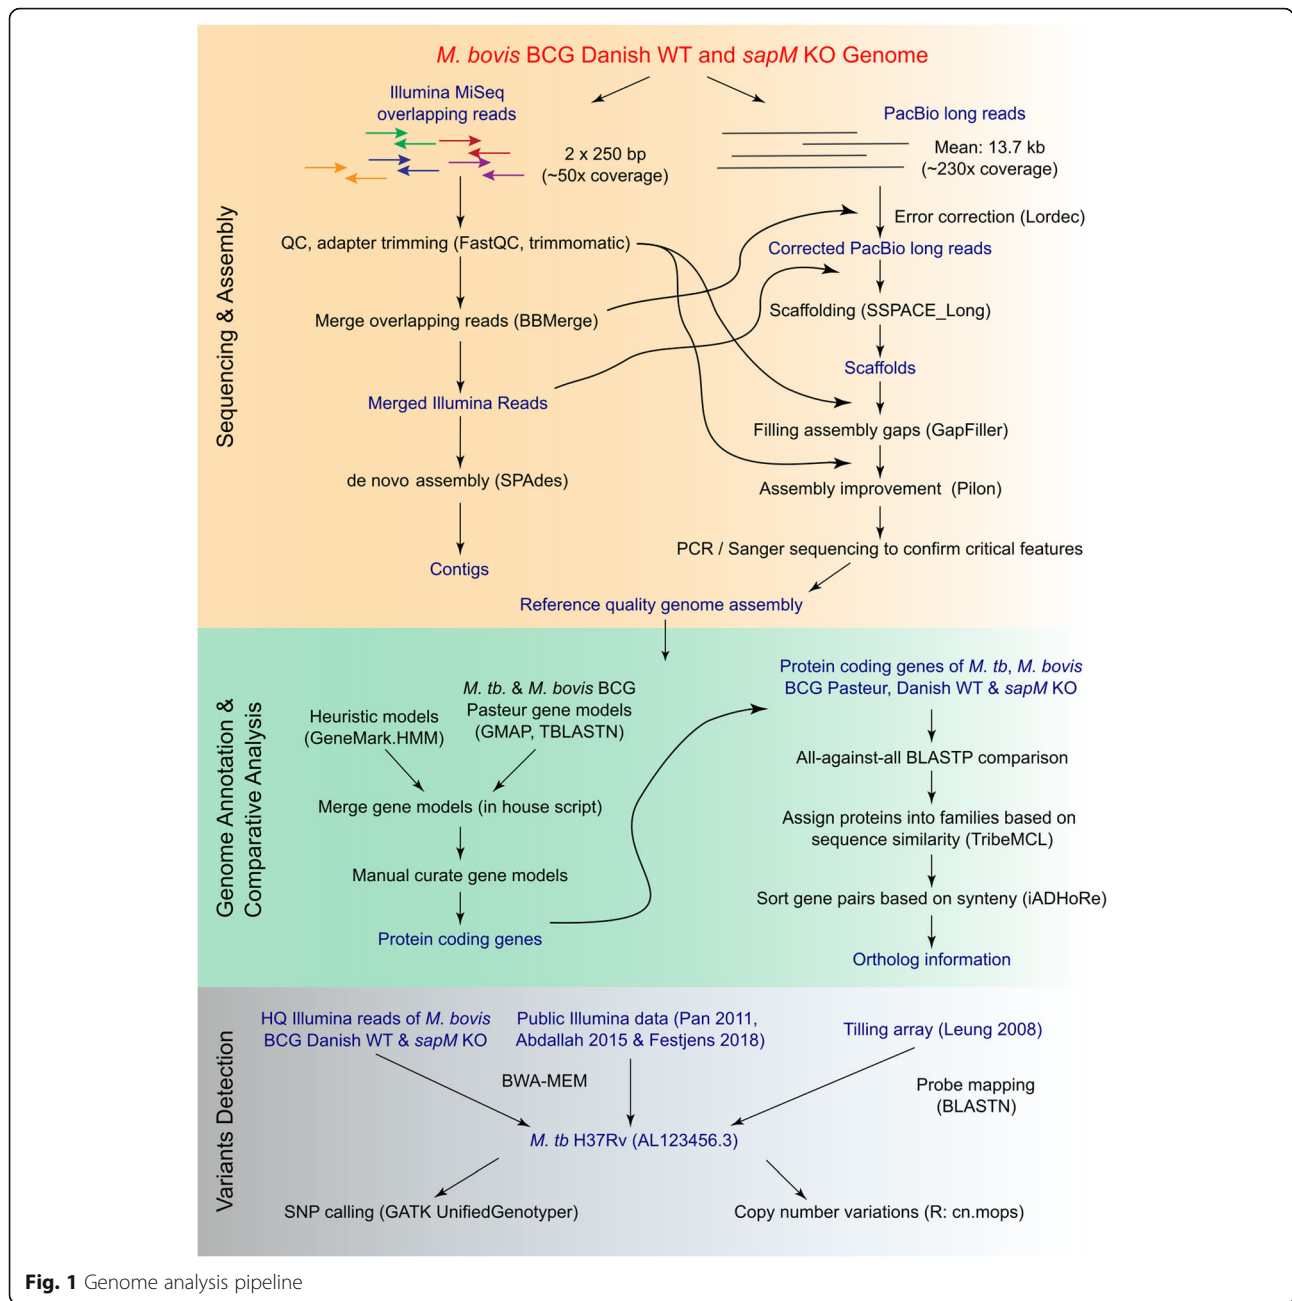 M. bovis BCG Danish WT and sapM KO Genome
Illumina MiSeq
overlapping reads
2 x 250 bp
(~50x coverage)
PacBio long reads
Mean: 13.7 kb
(~230x coverage)
Sequencing & Assembly
QC, adapter trimming (FastQC, trimmomatic)
Merge overlapping reads (BBMerge)
Merged Illumina Reads
de novo assembly (SPAdes)
Contigs
Error correction (Lordec)
Corrected PacBio long reads
Scaffolding (SSPACE_Long)
Scaffolds
Filling assembly gaps (GapFiller)
Assembly improvement (Pilon)
PCR / Sanger sequencing to confirm critical features
Reference quality genome assembly
Genome Annotation &
Comparative Analysis
Heuristic models
(GeneMark.HMM)
M. tb. & M. bovis BCG
Pasteur gene models
(GMAP, TBLASTN)
Merge gene models (in house script)
Manual curate gene models
Protein coding genes
Protein coding genes of M. tb, M. bovis
BCG Pasteur, Danish WT & sapM KO
All-against-all BLASTP comparison
Assign proteins into families based on
sequence similarity (TribeMCL)
Sort gene pairs based on synteny (iADHoRe)
Ortholog information
Variants Detection
HQ Illumina reads of M. bovis
BCG Danish WT & sapM KO
Public Illumina data (Pan 2011,
Abdallah 2015 & Festjens 2018)
Tilling array (Leung 2008)
BWA-MEM
Probe mapping
(BLASTN)
M. tb H37Rv (AL123456.3)
SNP calling (GATK UnifiedGenotyper)
Copy number variations (R: cn.mops)
Fig. 1 Genome analysis pipeline